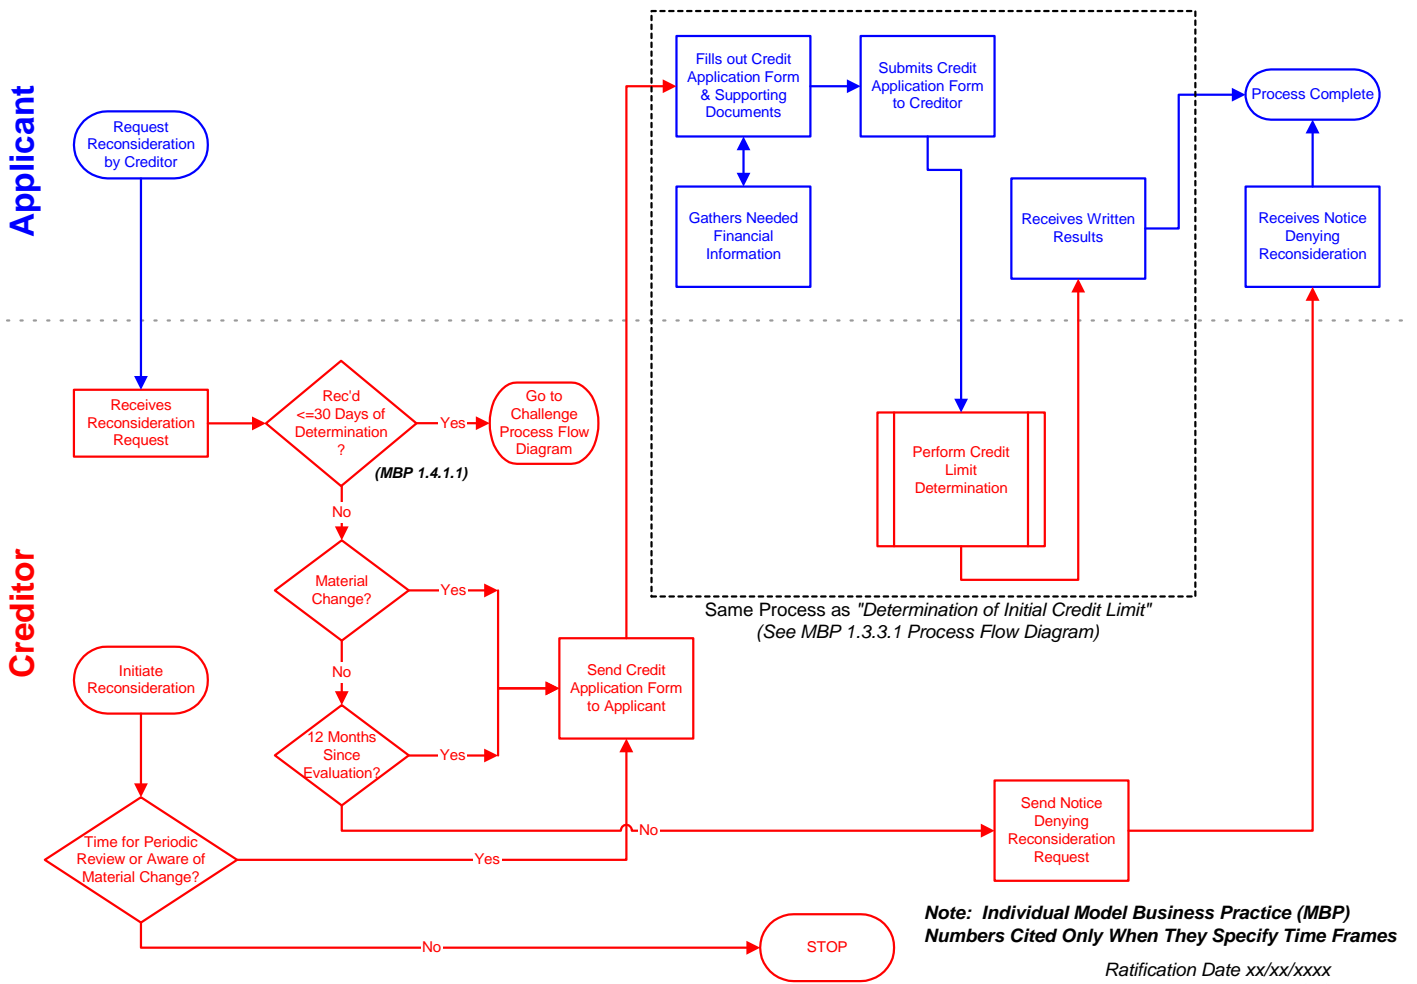 Applicant
Request
Reconsideration
by Creditor
Fills out Credit
Application Form
& Supporting
Documents
Submits Credit
Application Form
to Creditor
Process Complete
Gathers Needed
Financial
Information
Receives Written
Results
Receives Notice
Denying
Reconsideration
Creditor
Receives
Reconsideration
Request
Rec'd
<=30 Days of
Determination
?
(MBP 1.4.1.1)
Yes
Go to
Challenge
Process Flow
Diagram
No
Perform Credit
Limit
Determination
Material
Change?
Yes
No
Same Process as "Determination of Initial Credit Limit"
(See MBP 1.3.3.1 Process Flow Diagram)
Initiate
Reconsideration
Send Credit
Application Form
to Applicant
12 Months
Since
Evaluation?
Yes
No
Send Notice
Denying
Reconsideration
Request
Time for Periodic
Review or Aware of
Material Change?
Yes
No
STOP
Note: Individual Model Business Practice (MBP)
Numbers Cited Only When They Specify Time Frames
Ratification Date xx/xx/xxxx